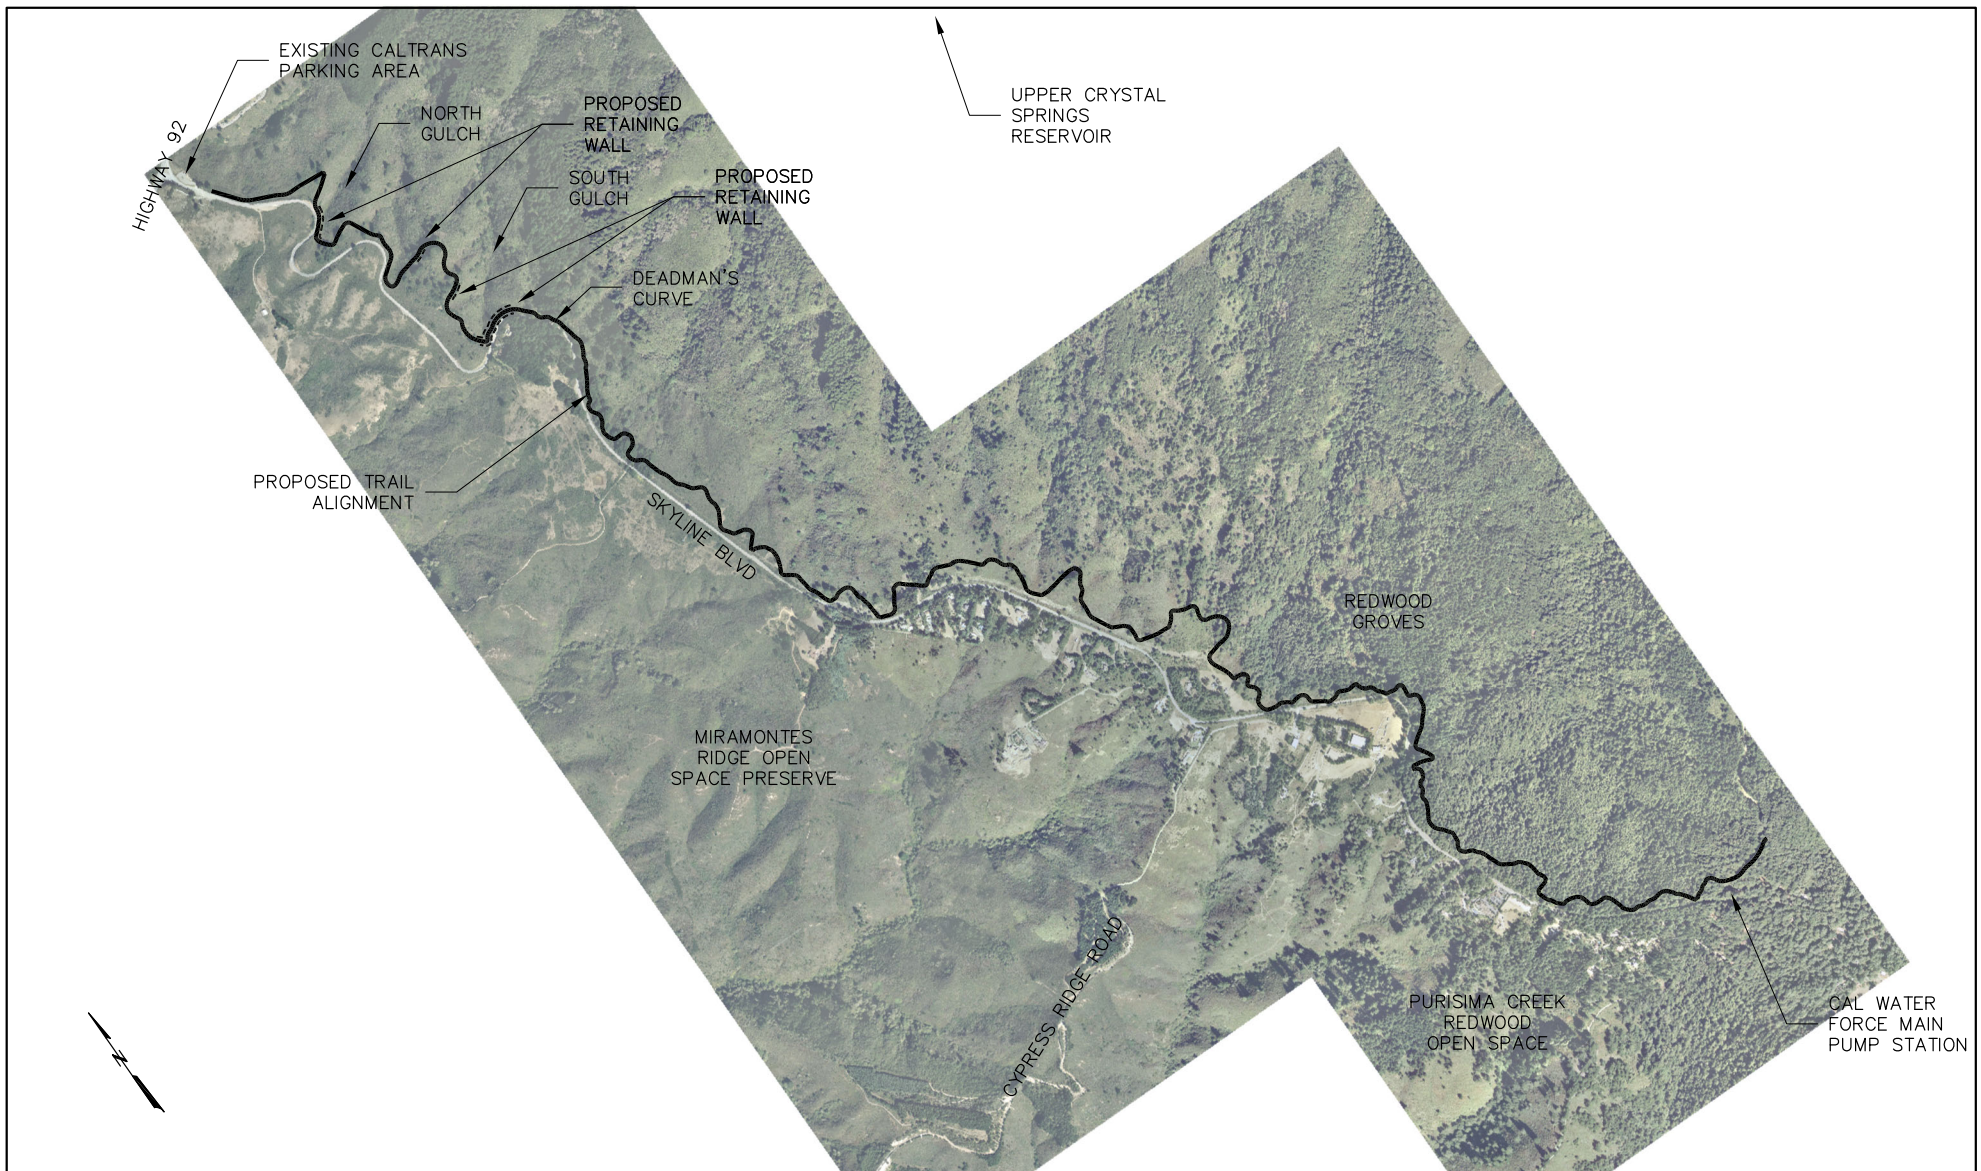 EXISTING CALTRANS
PARKING AREA
HIGHWAY 92
NORTH
GULCH
PROPOSED
RETAINING
WALL
SOUTH
GULCH
PROPOSED
RETAINING
WALL
UPPER CRYSTAL
SPRINGS
RESERVOIR
DEADMAN'S
CURVE
PROPOSED TRAIL
ALIGNMENT
SKYLINE BLVD
REDWOOD
GROVES
MIRAMONTES
RIDGE OPEN
SPACE PRESERVE
CYPRESS RIDGE ROAD
PURISIMA CREEK
REDWOOD
OPEN SPACE
CAL WATER
FORCE MAIN
PUMP STATION
N